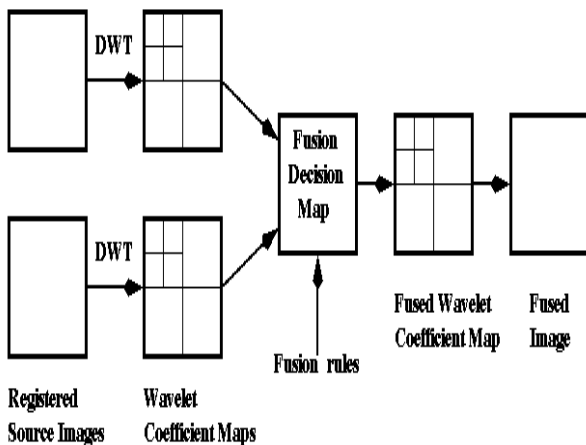 DWT
Fusion
Decision
Map
DWT
Fused Wavelet
Coefficient Map
Fused
Image
Fusion rules
Registered
Source Images
Wavelet
Coefficient Maps